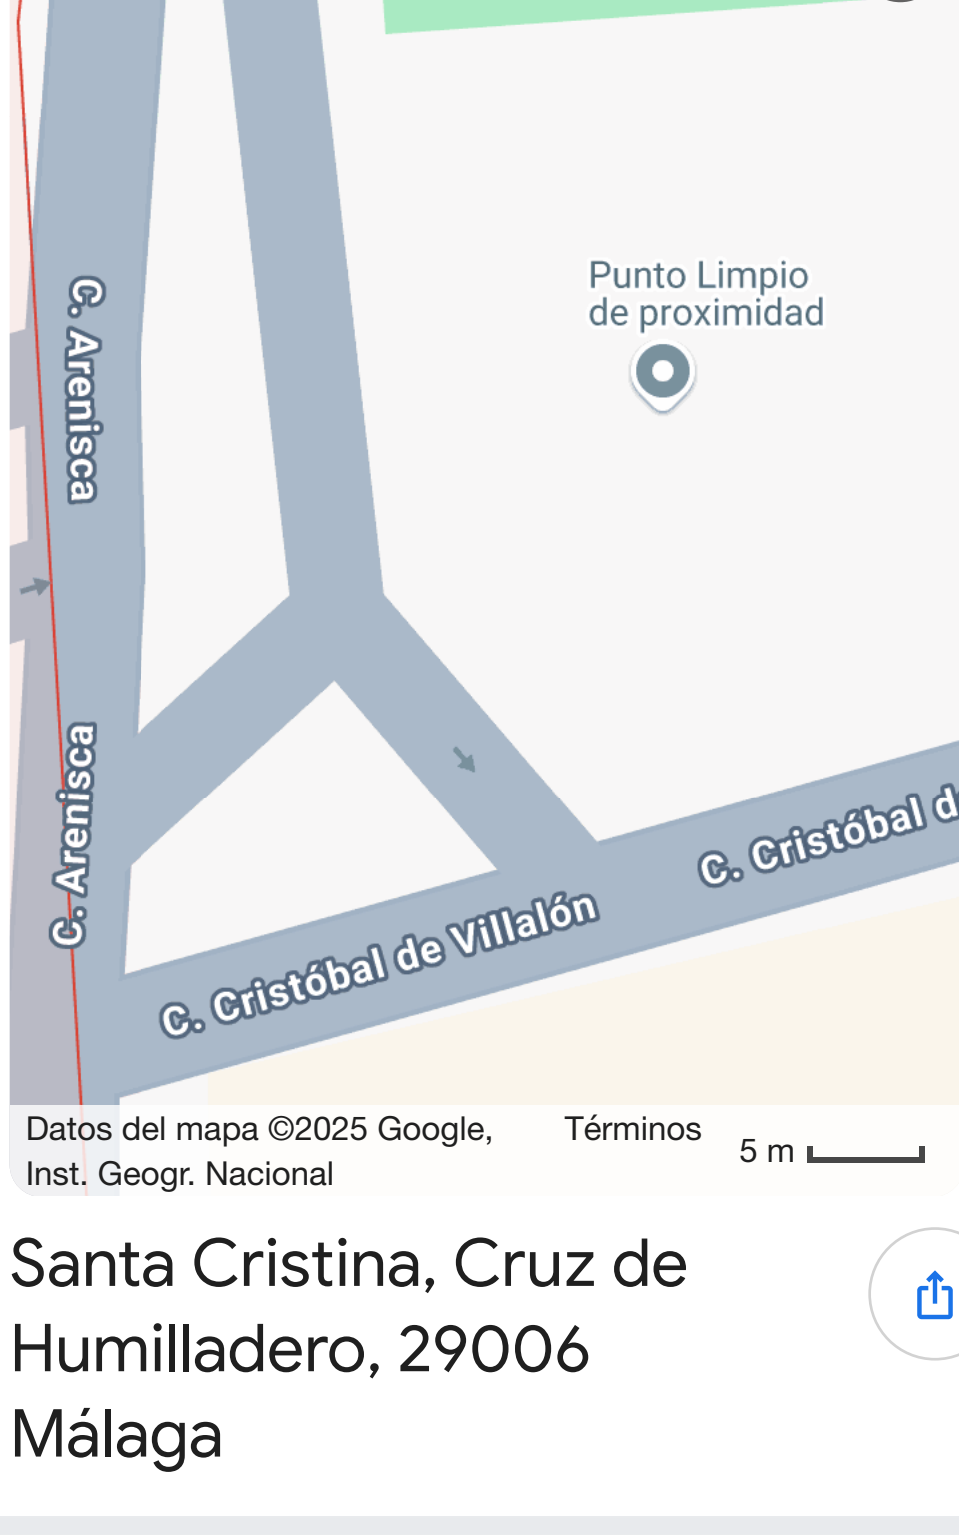 C. Arenisca
Punto Limpio
de proximidad
C. Arenisca
C. Cristóbal d
C. Cristóbal de Villalón
Datos del mapa ©2025 Google,
Inst. Geogr. Nacional
Términos
5 m
Santa Cristina, Cruz de
Humilladero, 29006
Málaga